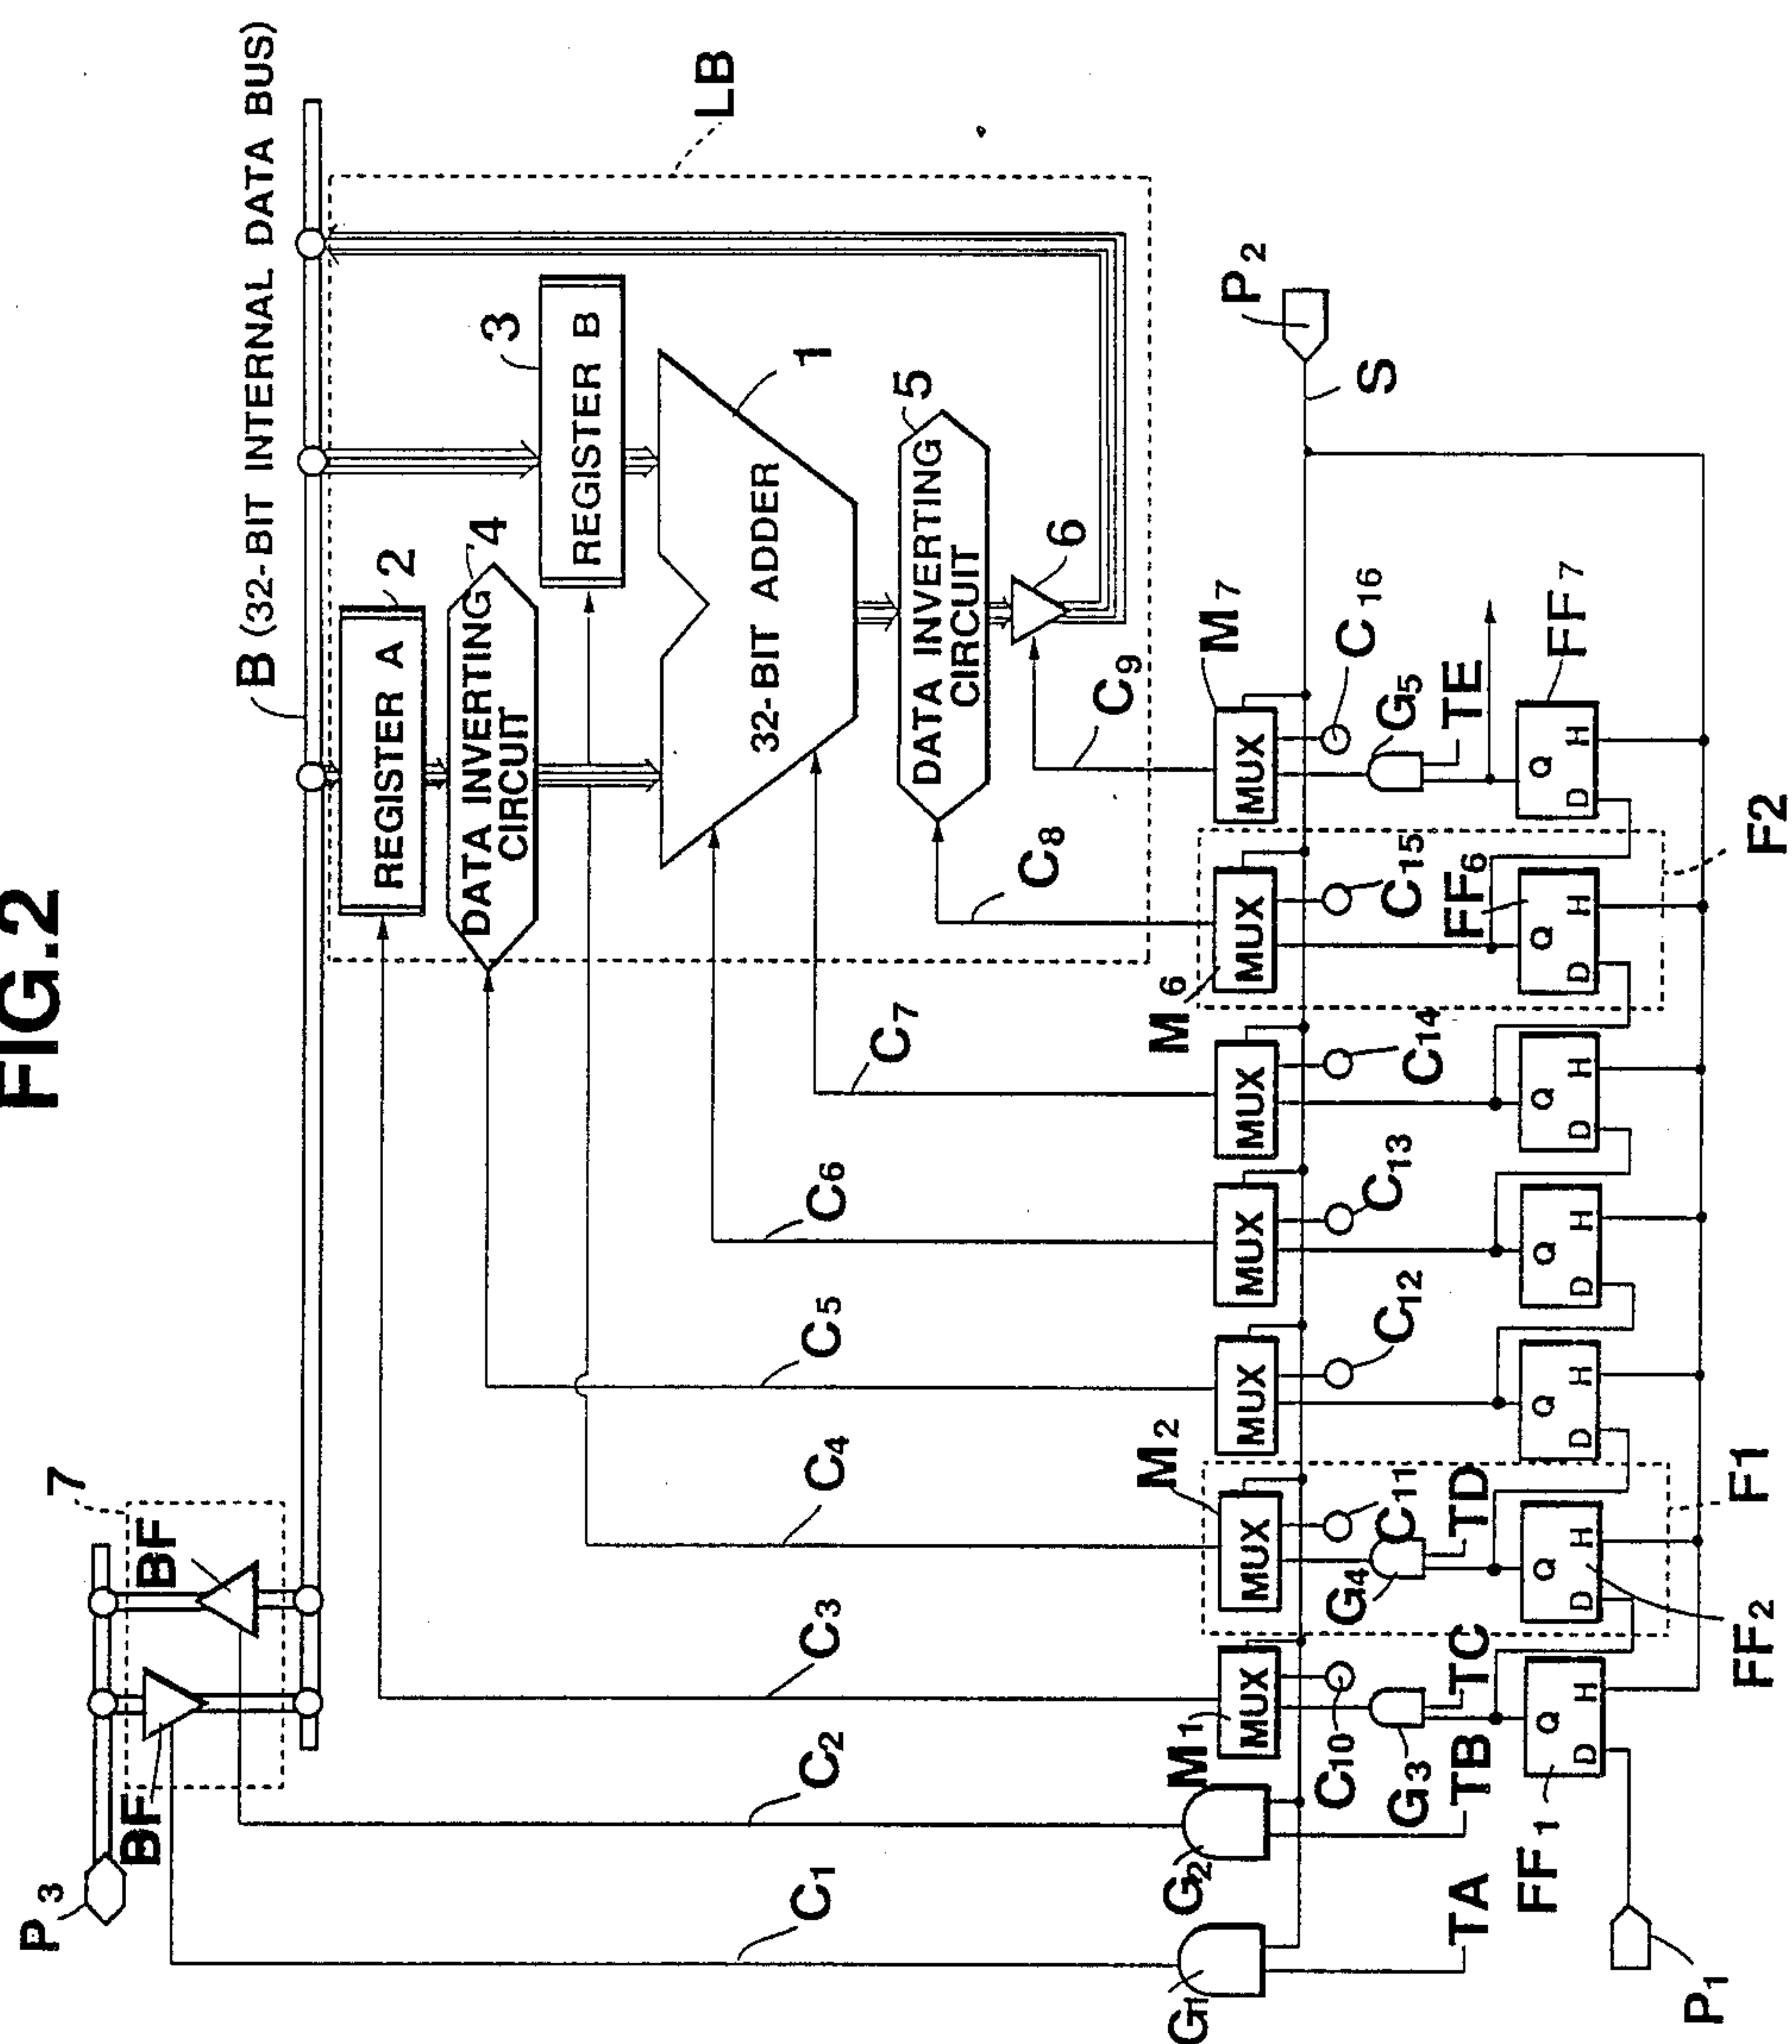 FIG.2
B (32-BIT INTERNAL DATA BUS)
LB
P3
7
BF
BF
REGISTER A
2
DATA INVERTING
CIRCUIT
4
REGISTER B
3
32-BIT ADDER
1
DATA INVERTING
CIRCUIT
5
6
C1
C2
C3
C4
C5
C6
C7
C8
C9
P2
S
G1
G2
M1
MUX
M2
MUX
MUX
MUX
MUX
M6
MUX
M7
MUX
C10
C11
C12
C13
C14
C15
C16
G3
G4
G5
TA
TB
TC
TD
TE
FF1
FF2
FF6
FF7
Q
D
H
Q
D
H
Q
D
H
Q
D
H
Q
D
H
Q
D
H
Q
D
H
P1
F1
F2